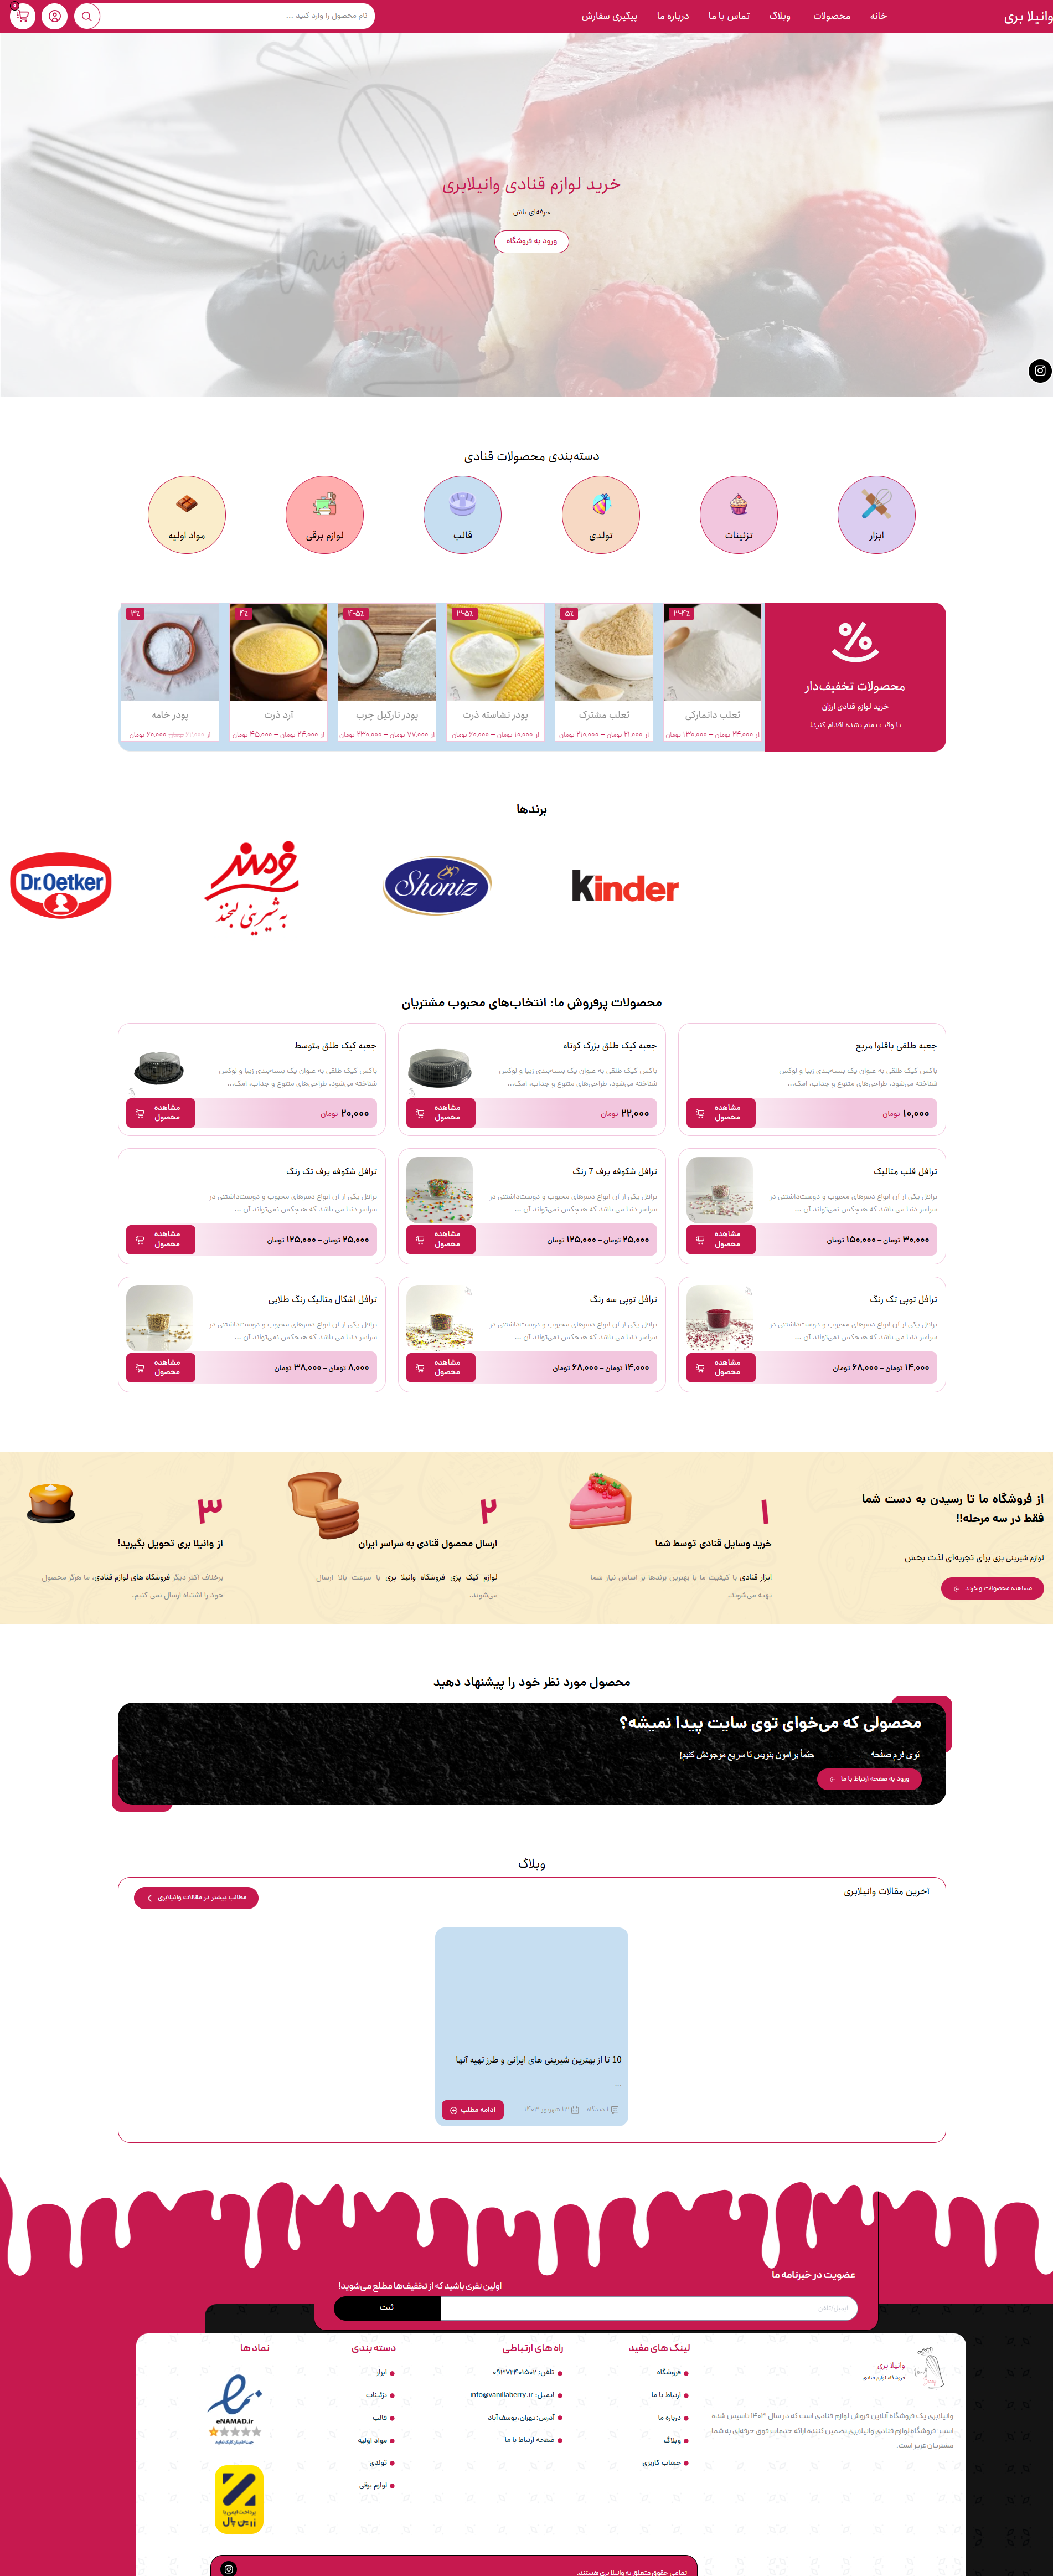 وانیلا بری
خانه
محصولات
وبلاگ
تماس با ما
درباره ما
پیگیری سفارش
نام محصول را وارد کنید ...
۰
خرید لوازم قنادی وانیلابری
حرفه‌ای باش
ورود به فروشگاه
Vanilla
Berry
دسته‌بندی محصولات قنادی
ابزار
تزئینات
تولدی
قالب
لوازم برقی
مواد اولیه
محصولات تخفیف‌دار
خرید لوازم قنادی ارزان
تا وقت تمام نشده اقدام کنید!
۳-۴٪
ثعلب دانمارکی
از ۲۴,۰۰۰ تومان – ۱۳۰,۰۰۰ تومان
۵٪
ثعلب مشترک
از ۲۱,۰۰۰ تومان – ۲۱۰,۰۰۰ تومان
۳-۵٪
پودر نشاسته ذرت
از ۱۰,۰۰۰ تومان – ۶۰,۰۰۰ تومان
۴-۵٪
پودر نارگیل چرب
از ۷۷,۰۰۰ تومان – ۲۳۰,۰۰۰ تومان
۴٪
آرد ذرت
از ۲۴,۰۰۰ تومان – ۴۵,۰۰۰ تومان
۳٪
پودر خامه
از ۶۰,۰۰۰ تومان
برندها
Kinder
Shoniz
فرمند
به شیرینی لبخند
Dr.Oetker
محصولات پرفروش ما: انتخاب‌های محبوب مشتریان
جعبه طلقی باقلوا مربع
باکس کیک طلقی به عنوان یک بسته‌بندی زیبا و لوکس
شناخته می‌شود. طراحی‌های متنوع و جذاب، امک...
۱۰,۰۰۰ تومان
مشاهده محصول
جعبه کیک طلق بزرگ کوتاه
باکس کیک طلقی به عنوان یک بسته‌بندی زیبا و لوکس
شناخته می‌شود. طراحی‌های متنوع و جذاب، امک...
۲۲,۰۰۰ تومان
مشاهده محصول
جعبه کیک طلق متوسط
باکس کیک طلقی به عنوان یک بسته‌بندی زیبا و لوکس
شناخته می‌شود. طراحی‌های متنوع و جذاب، امک...
۲۰,۰۰۰ تومان
مشاهده محصول
ترافل قلب متالیک
ترافل یکی از آن انواع دسرهای محبوب و دوست‌داشتنی در
سراسر دنیا می باشد که هیچکس نمی‌تواند آن ...
۳۰,۰۰۰ تومان – ۱۵۰,۰۰۰ تومان
مشاهده محصول
ترافل شکوفه برف 7 رنگ
ترافل یکی از آن انواع دسرهای محبوب و دوست‌داشتنی در
سراسر دنیا می باشد که هیچکس نمی‌تواند آن ...
۲۵,۰۰۰ تومان – ۱۲۵,۰۰۰ تومان
مشاهده محصول
ترافل شکوفه برف تک رنگ
ترافل یکی از آن انواع دسرهای محبوب و دوست‌داشتنی در
سراسر دنیا می باشد که هیچکس نمی‌تواند آن ...
۲۵,۰۰۰ تومان – ۱۲۵,۰۰۰ تومان
مشاهده محصول
ترافل توپی تک رنگ
ترافل یکی از آن انواع دسرهای محبوب و دوست‌داشتنی در
سراسر دنیا می باشد که هیچکس نمی‌تواند آن ...
۱۴,۰۰۰ تومان – ۶۸,۰۰۰ تومان
مشاهده محصول
ترافل توپی سه رنگ
ترافل یکی از آن انواع دسرهای محبوب و دوست‌داشتنی در
سراسر دنیا می باشد که هیچکس نمی‌تواند آن ...
۱۴,۰۰۰ تومان – ۶۸,۰۰۰ تومان
مشاهده محصول
ترافل اشکال متالیک رنگ طلایی
ترافل یکی از آن انواع دسرهای محبوب و دوست‌داشتنی در
سراسر دنیا می باشد که هیچکس نمی‌تواند آن ...
۸,۰۰۰ تومان – ۳۸,۰۰۰ تومان
مشاهده محصول
از فروشگاه ما تا رسیدن به دست شما
فقط در سه مرحله!!
لوازم شیرینی پزی برای تجربه‌ای لذت بخش
مشاهده محصولات و خرید
۱
خرید وسایل قنادی توسط شما
ابزار قنادی با کیفیت ما با بهترین برندها بر اساس نیاز شما
تهیه می‌شوند.
۲
ارسال محصول قنادی به سراسر ایران
لوازم کیک پزی فروشگاه وانیلا بری با سرعت بالا ارسال
می‌شوند.
۳
از وانیلا بری تحویل بگیرید!
برخلاف اکثر دیگر فروشگاه های لوازم قنادی، ما هرگز محصول
خود را اشتباه ارسال نمی کنیم.
محصول مورد نظر خود را پیشنهاد دهید
محصولی که می‌خوای توی سایت پیدا نمیشه؟
توی فرم صفحه
حتماً بر امون بنویس تا سریع موجودش کنیم!
ورود به صفحه ارتباط با ما
وبلاگ
آخرین مقالات وانیلابری
مطالب بیشتر در مقالات وانیلابری
10 تا از بهترین شیرینی های ایرانی و طرز تهیه آنها
...
۱ دیدگاه
۱۳ شهریور ۱۴۰۳
ادامه مطلب
عضویت در خبرنامه ما
اولین نفری باشید که از تخفیف‌ها مطلع می‌شوید!
ایمیل/تلفن
ثبت
وانیلا بری
فروشگاه لوازم قنادی
وانیلابری یک فروشگاه آنلاین فروش لوازم قنادی است که در سال ۱۴۰۳ تاسیس شده
است. فروشگاه لوازم قنادی وانیلابری تضمین کننده ارائه خدمات فوق حرفه‌ای به شما
مشتریان عزیز است.
لینک های مفید
فروشگاه
ارتباط با ما
درباره ما
وبلاگ
حساب کاربری
راه های ارتباطی
تلفن: ۰۹۳۷۲۴۰۱۵۰۲
ایمیل: info@vanillaberry.ir
آدرس: تهران، یوسف آباد
صفحه ارتباط با ما
دسته بندی
ابزار
تزئینات
قالب
مواد اولیه
تولدی
لوازم برقی
نماد ها
eNAMAD.ir
جهت اطمینان کلیک نمایید
پرداخت ایمن با
زرین پال
تمامی حقوق متعلق به وانیلا بری هستند.